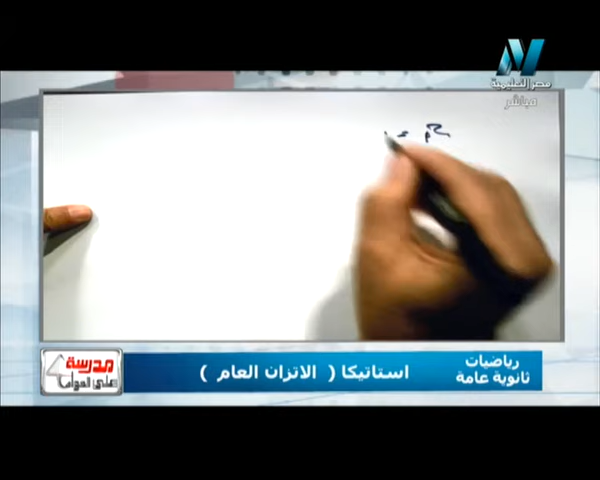 مصر التعليمية
مباشر
رياضيات
ثانوية عامة
استاتيكا ( الاتزان العام )
مدرسة
على الهواء